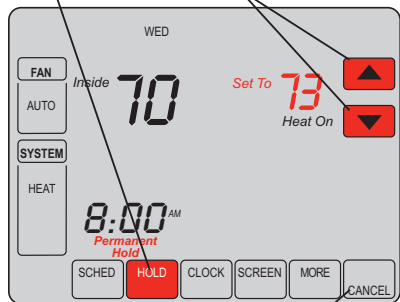 WED
FAN
AUTO
Inside 70
Set To 73
Heat On
SYSTEM
HEAT
8:00 AM
Permanent
Hold
SCHED HOLD CLOCK SCREEN MORE CANCEL